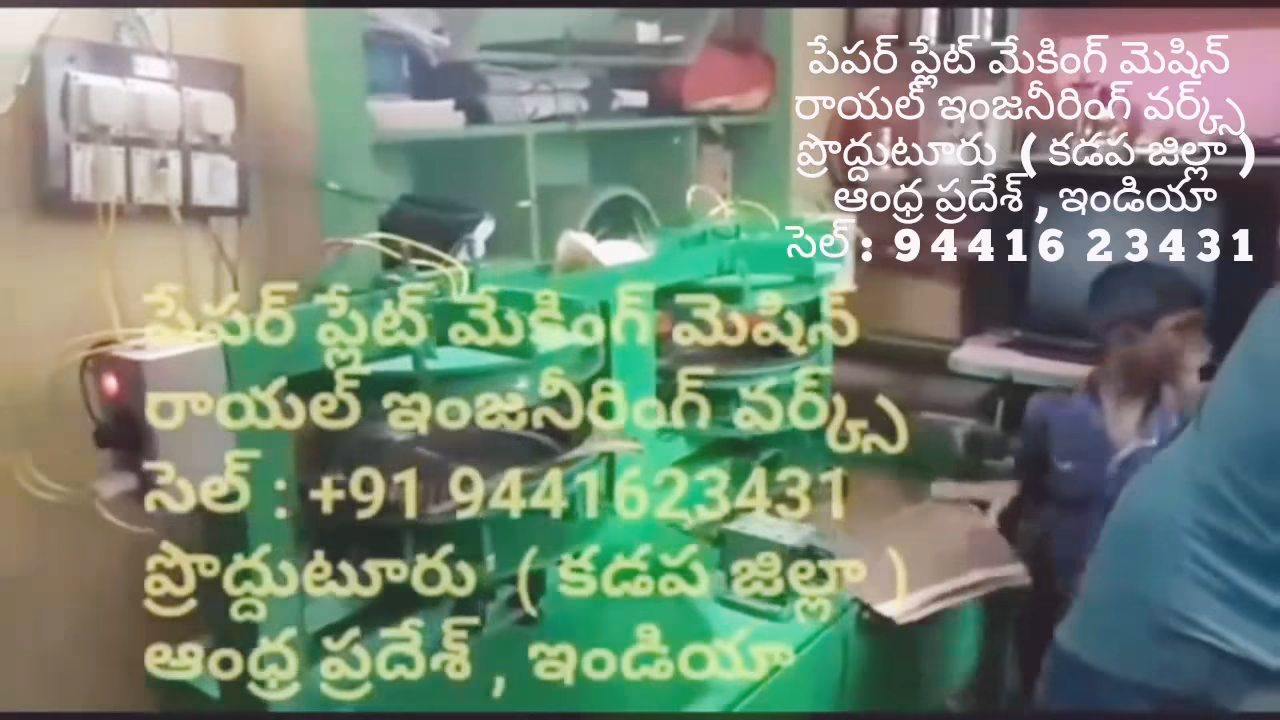 పేపర్ ప్లేట్ మేకింగ్ మెషిన్
రాయల్ ఇంజనీరింగ్ వర్క్స్
ప్రొద్దుటూరు ( కడప జిల్లా )
ఆంధ్ర ప్రదేశ్ , ఇండియా
సెల్ : 94416 23431
పేపర్ ప్లేట్ మేకింగ్ మెషిన్
రాయల్ ఇంజనీరింగ్ వర్క్స్
సెల్ : +91 9441623431
ప్రొద్దుటూరు ( కడప జిల్లా )
ఆంధ్ర ప్రదేశ్ , ఇండియా